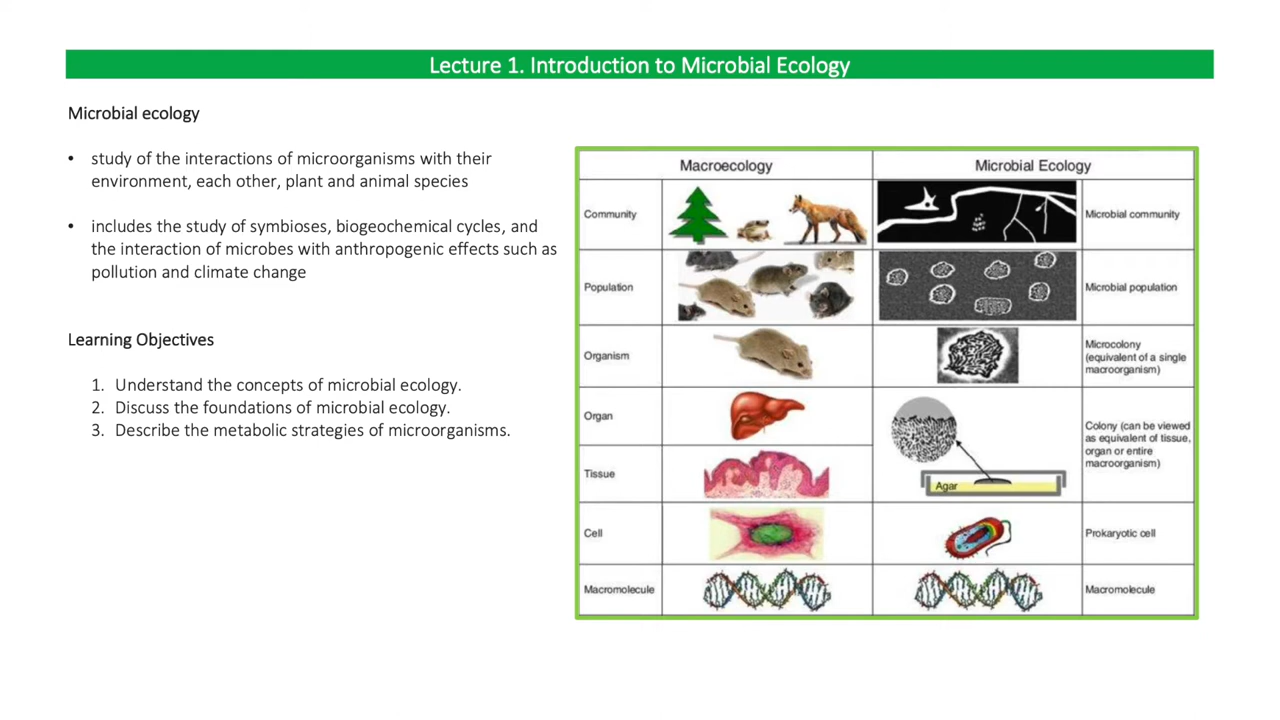 Lecture 1. Introduction to Microbial Ecology
Microbial ecology
• study of the interactions of microorganisms with their
environment, each other, plant and animal species
• includes the study of symbioses, biogeochemical cycles, and
the interaction of microbes with anthropogenic effects such as
pollution and climate change
Learning Objectives
1. Understand the concepts of microbial ecology.
2. Discuss the foundations of microbial ecology.
3. Describe the metabolic strategies of microorganisms.
Macroecology
Microbial Ecology
Community
Microbial community
Population
Microbial population
Organism
Microcolony
(equivalent of a single
macroorganism)
Organ
Colony (can be viewed
as equivalent of tissue,
organ or entire
macroorganism)
Tissue
Agar
Cell
Prokaryotic cell
Macromolecule
Macromolecule